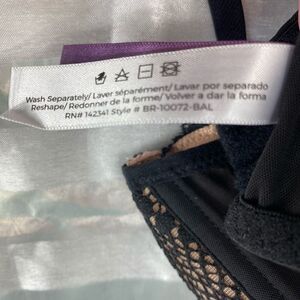 Wash Separately/ Laver séparément/ Lavar por separado
Reshape/ Redonner de la forme/ Volver a dar la forma
RN# 142341 Style # BR-10072-BAL